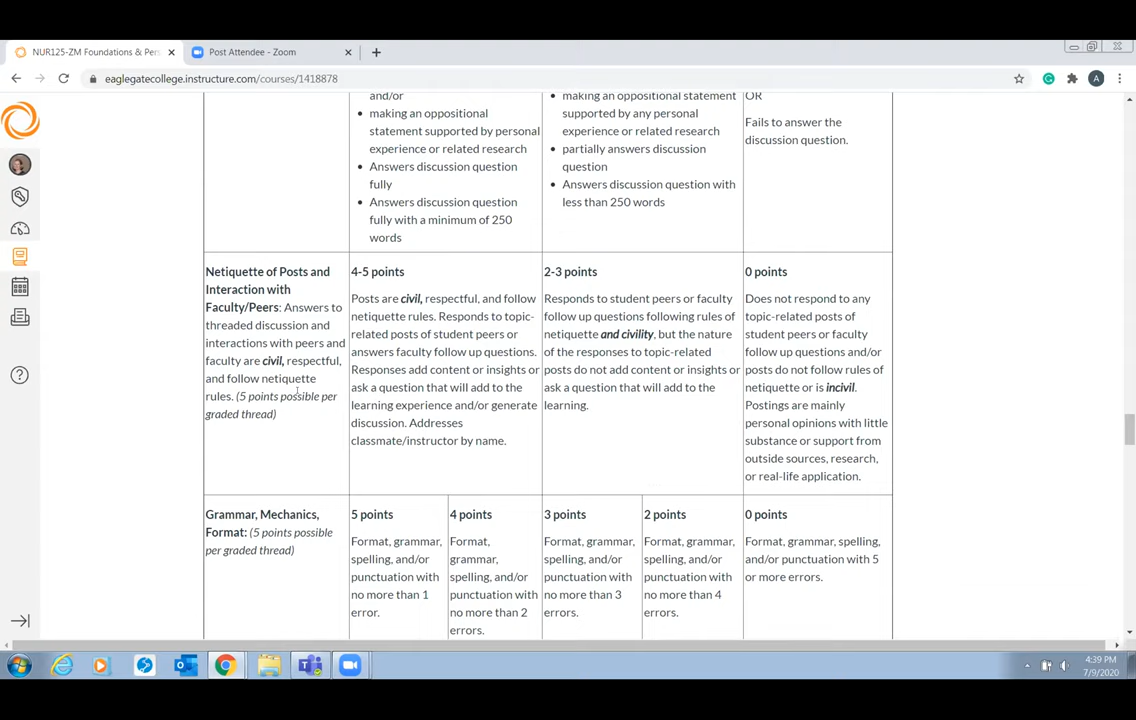 NUR125-ZM Foundations & Per
Post Attendee - Zoom
eaglegatecollege.instructure.com/courses/1418878
A
and/or
making an oppositional
statement supported by personal
experience or related research
Answers discussion question
fully
Answers discussion question
fully with a minimum of 250
words
making an oppositional statement
supported by any personal
experience or related research
partially answers discussion
question
Answers discussion question with
less than 250 words
OR
Fails to answer the
discussion question.
Netiquette of Posts and
Interaction with
Faculty/Peers: Answers to
threaded discussion and
interactions with peers and
faculty are civil, respectful,
and follow netiquette
rules. (5 points possible per
graded thread)
4-5 points
Posts are civil, respectful, and follow
netiquette rules. Responds to topic-
related posts of student peers or
answers faculty follow up questions.
Responses add content or insights or
ask a question that will add to the
learning experience and/or generate
discussion. Addresses
classmate/instructor by name.
2-3 points
Responds to student peers or faculty
follow up questions following rules of
netiquette and civility, but the nature
of the responses to topic-related
posts do not add content or insights or
ask a question that will add to the
learning.
0 points
Does not respond to any
topic-related posts of
student peers or faculty
follow up questions and/or
posts do not follow rules of
netiquette or is incivil.
Postings are mainly
personal opinions with little
substance or support from
outside sources, research,
or real-life application.
Grammar, Mechanics,
Format: (5 points possible
per graded thread)
5 points
Format, grammar,
spelling, and/or
punctuation with
no more than 1
error.
4 points
Format,
grammar,
spelling, and/or
punctuation with
no more than 2
errors.
3 points
Format, grammar,
spelling, and/or
punctuation with
no more than 3
errors.
2 points
Format, grammar,
spelling, and/or
punctuation with
no more than 4
errors.
0 points
Format, grammar, spelling,
and/or punctuation with 5
or more errors.
4:39 PM
7/9/2020